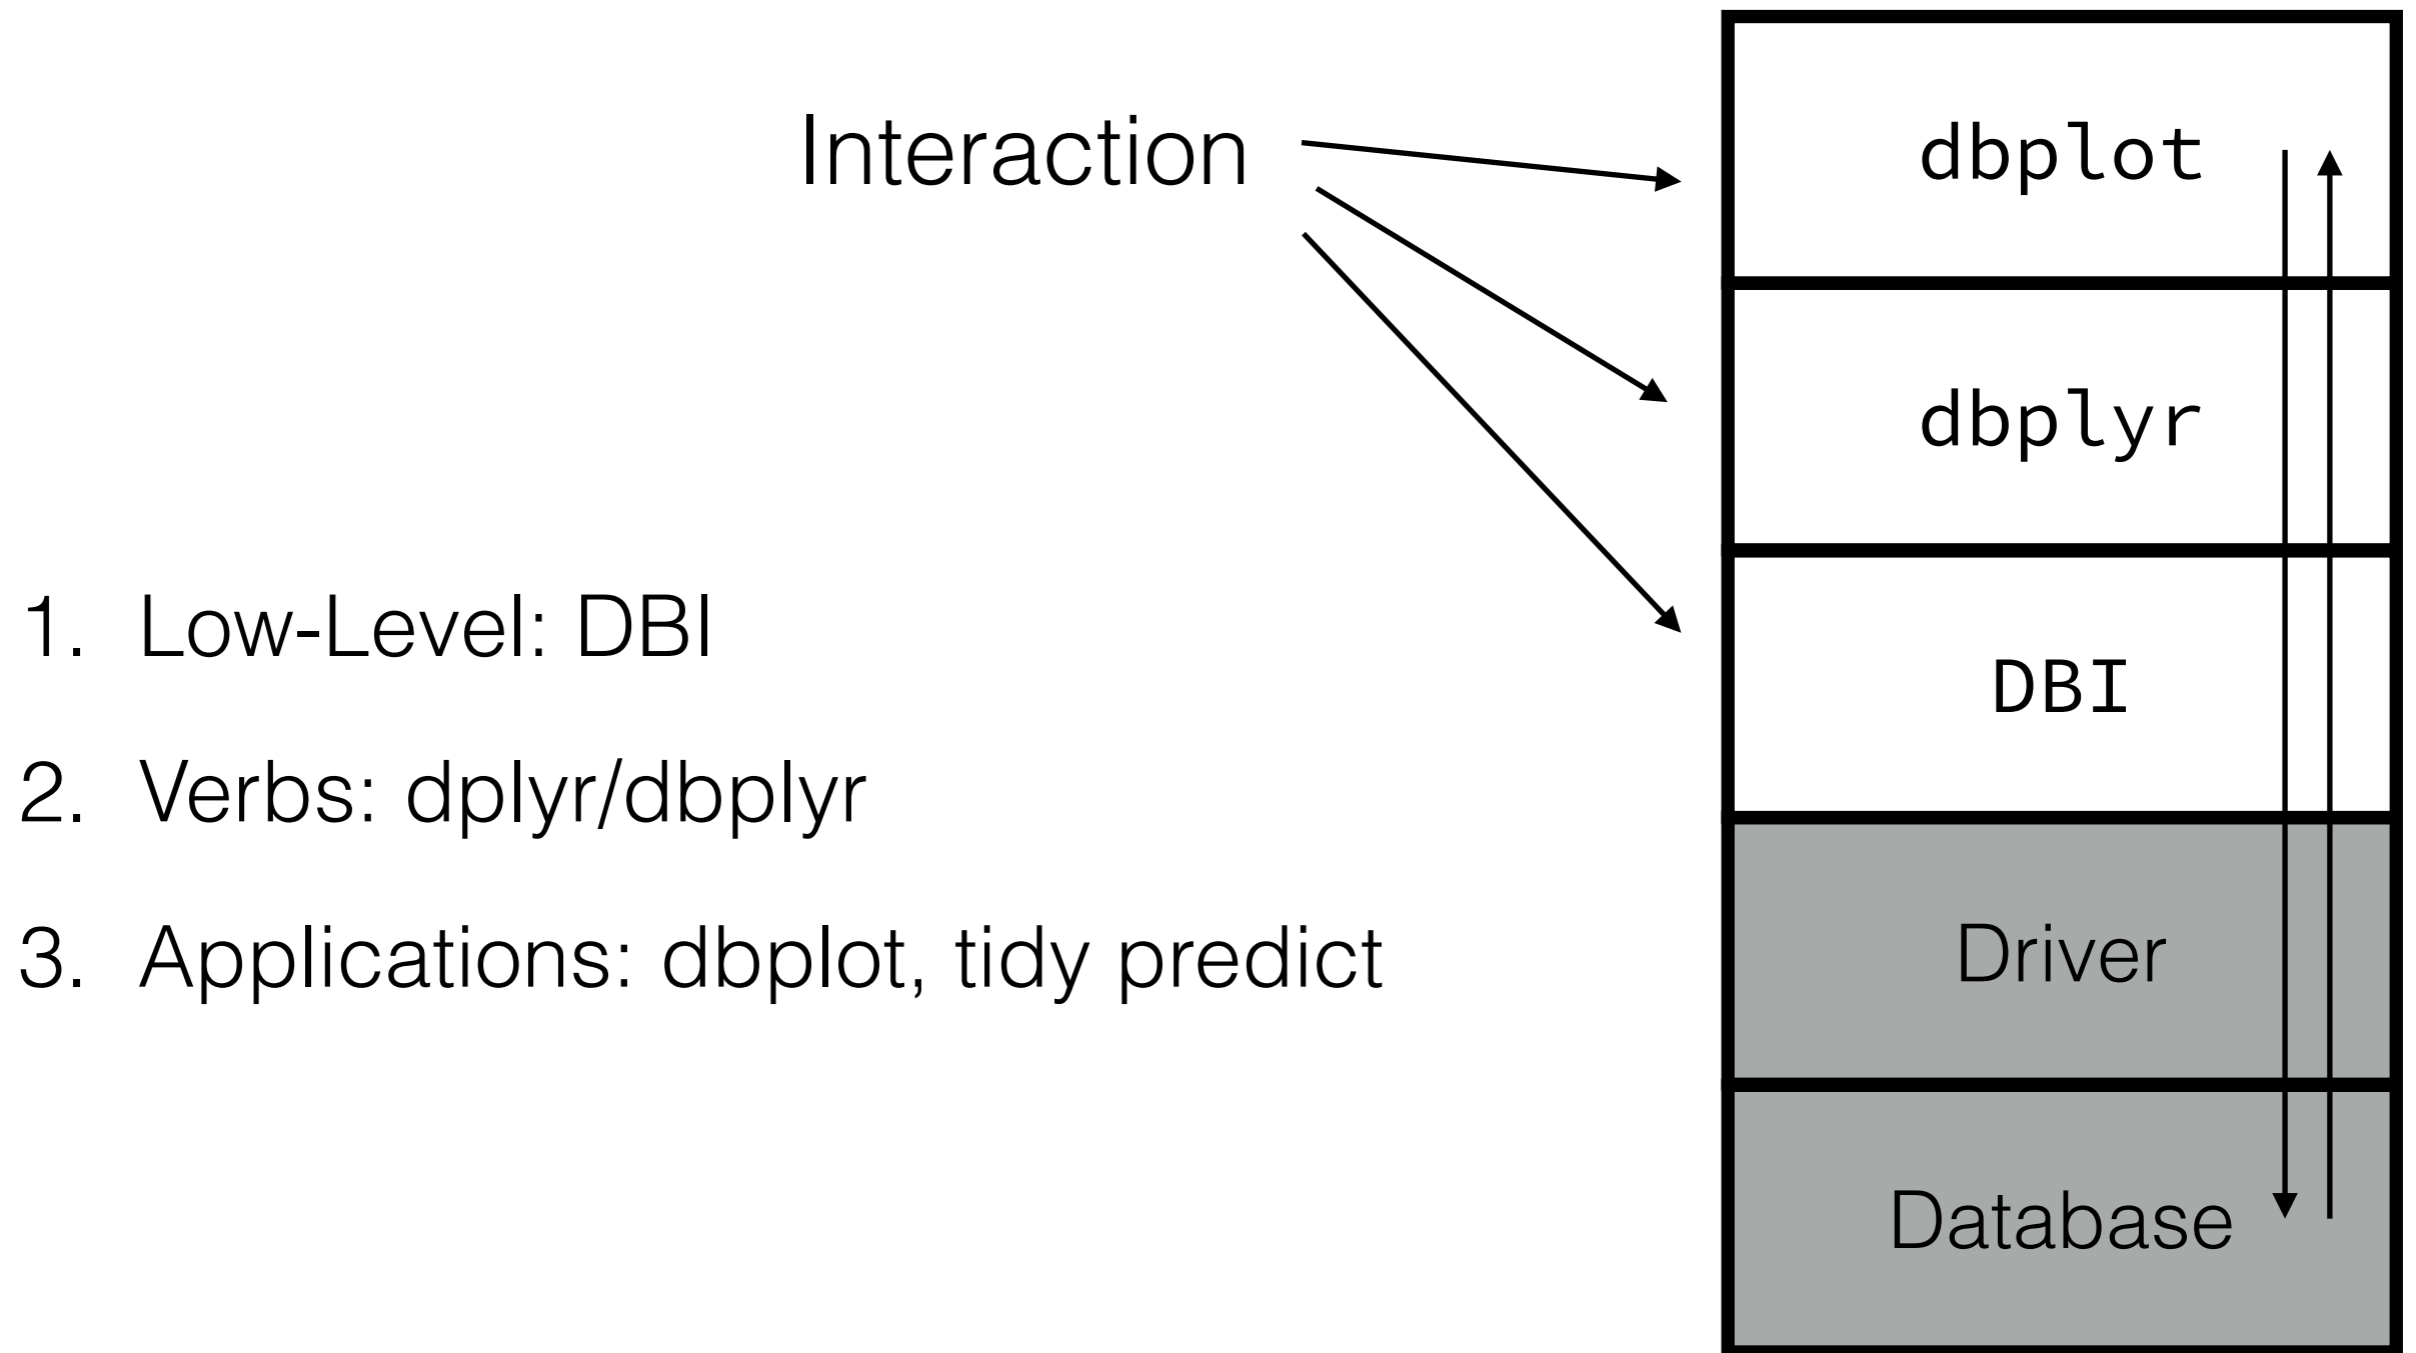 Interaction
1. Low-Level: DBI
2. Verbs: dplyr/dbplyr
3. Applications: dbplot, tidy predict
dbplot
dbplyr
DBI
Driver
Database